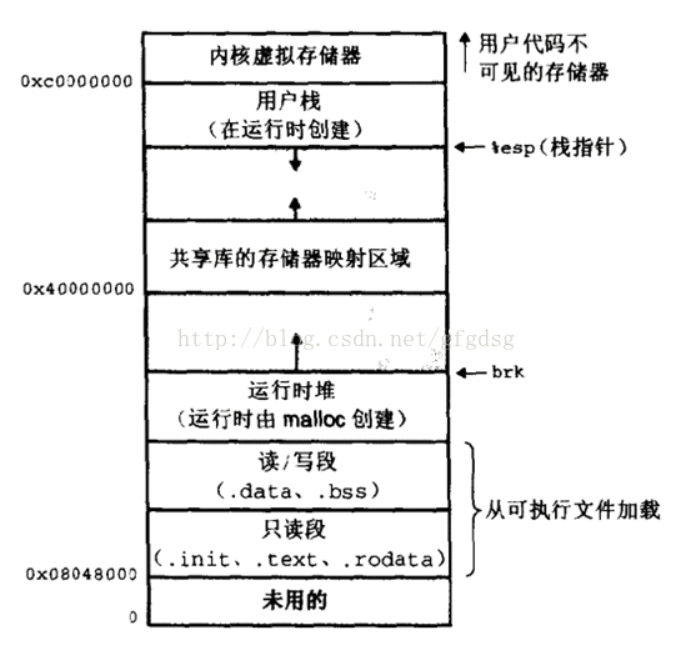 内核虚拟存储器
用户代码不
可见的存储器
0xc0000000
用户栈
（在运行时创建）
%esp(栈指针)
共享库的存储器映射区域
0x40000000
http://blog.csdn.net/gfgdsg
brk
运行时堆
（运行时由 malloc 创建）
读/写段
(.data、.bss)
从可执行文件加载
只读段
(.init、.text、.rodata)
0x08048000
未用的
0